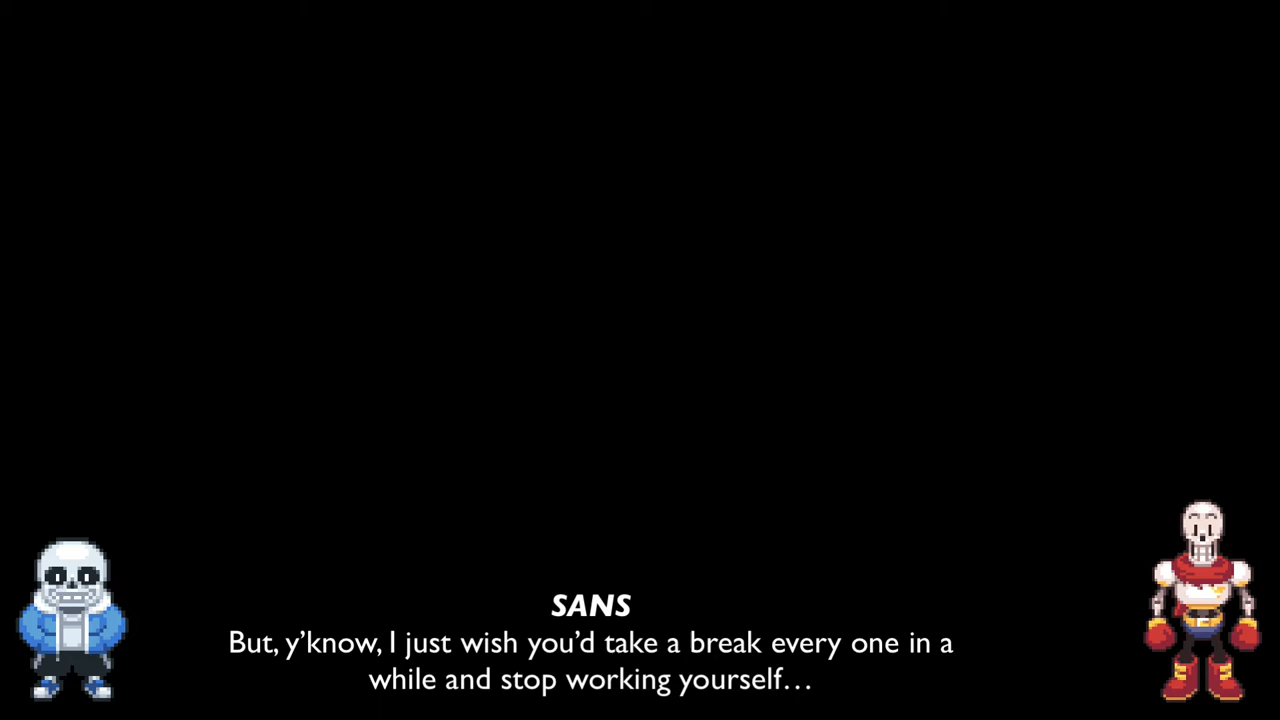 SANS
But, y’know, I just wish you’d take a break every one in a
while and stop working yourself…